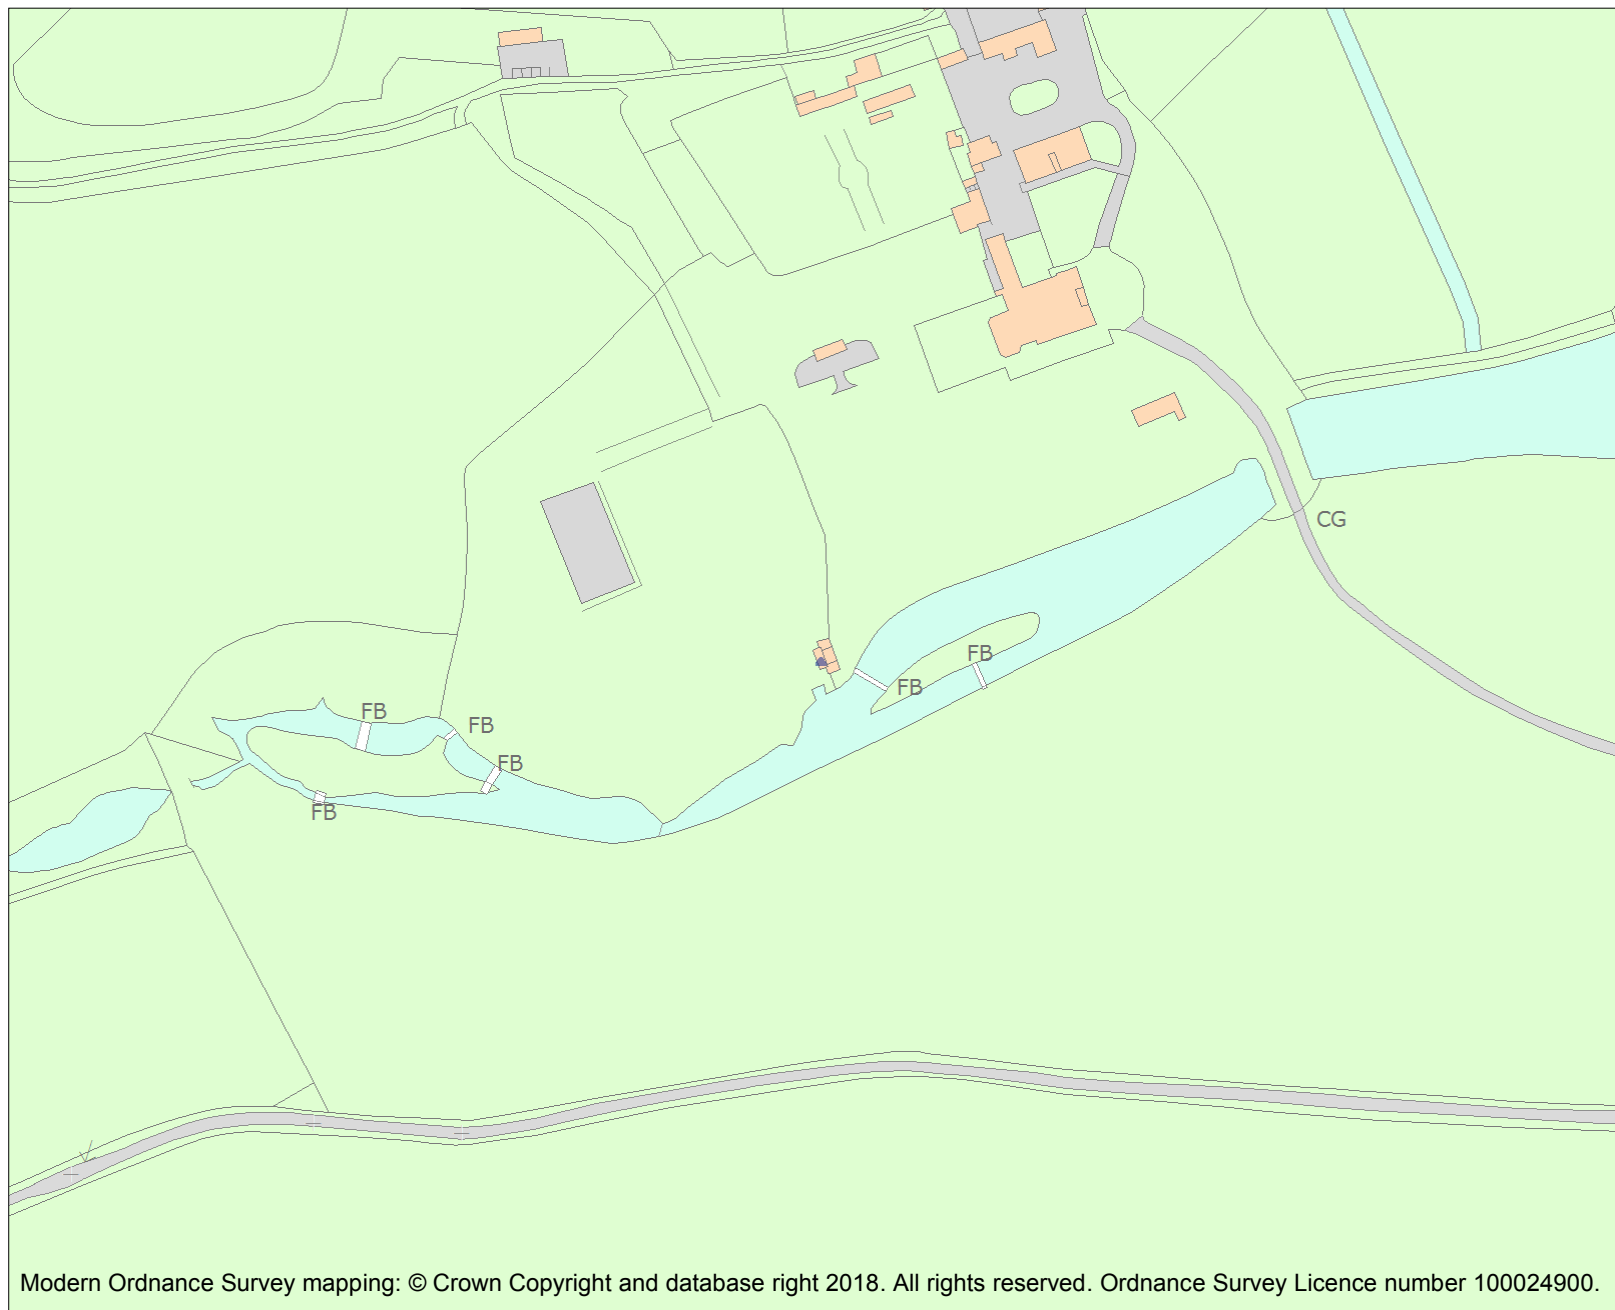 CG
FB
FB
FB
FB
FB
FB
Modern Ordnance Survey mapping: © Crown Copyright and database right 2018. All rights reserved. Ordnance Survey Licence number 100024900.